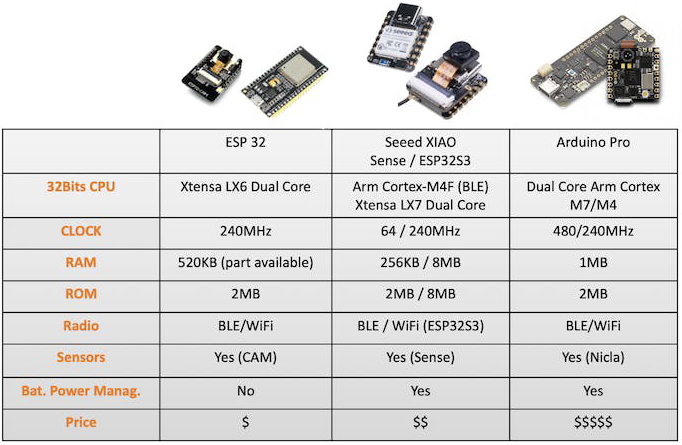 seeed
ESP 32
Seeed XIAO
Sense / ESP32S3
Arduino Pro
32Bits CPU
Xtensa LX6 Dual Core
Arm Cortex-M4F (BLE)
Xtensa LX7 Dual Core
Dual Core Arm Cortex
M7/M4
CLOCK
240MHz
64 / 240MHz
480/240MHz
RAM
520KB (part available)
256KB / 8MB
1MB
ROM
2MB
2MB / 8MB
2MB
Radio
BLE/WiFi
BLE / WiFi (ESP32S3)
BLE/WiFi
Sensors
Yes (CAM)
Yes (Sense)
Yes (Nicla)
Bat. Power Manag.
No
Yes
Yes
Price
$
$$
$$$$$